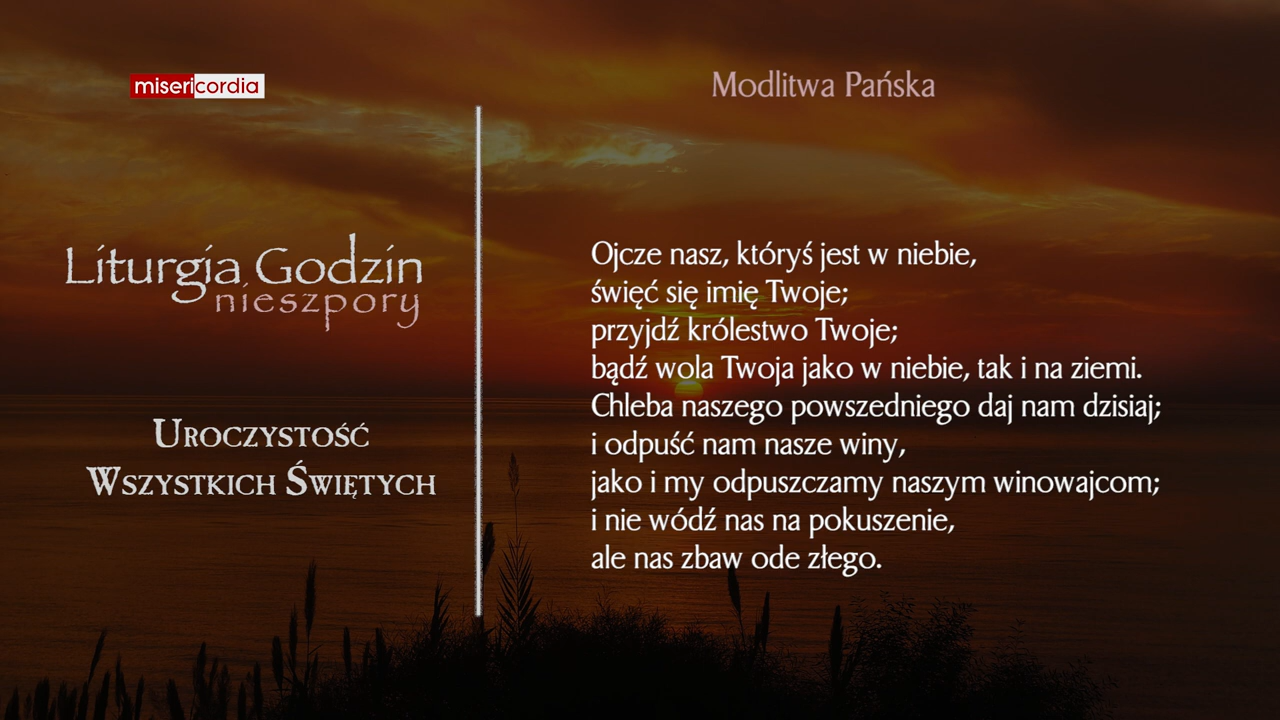 misericordia
Liturgia Godzin
nieszpory
Uroczystość
Wszystkich Świętych
Modlitwa Pańska
Ojcze nasz, któryś jest w niebie,
święć się imię Twoje;
przyjdź królestwo Twoje;
bądź wola Twoja jako w niebie, tak i na ziemi.
Chleba naszego powszedniego daj nam dzisiaj;
i odpuść nam nasze winy,
jako i my odpuszczamy naszym winowajcom;
i nie wódź nas na pokuszenie,
ale nas zbaw ode złego.